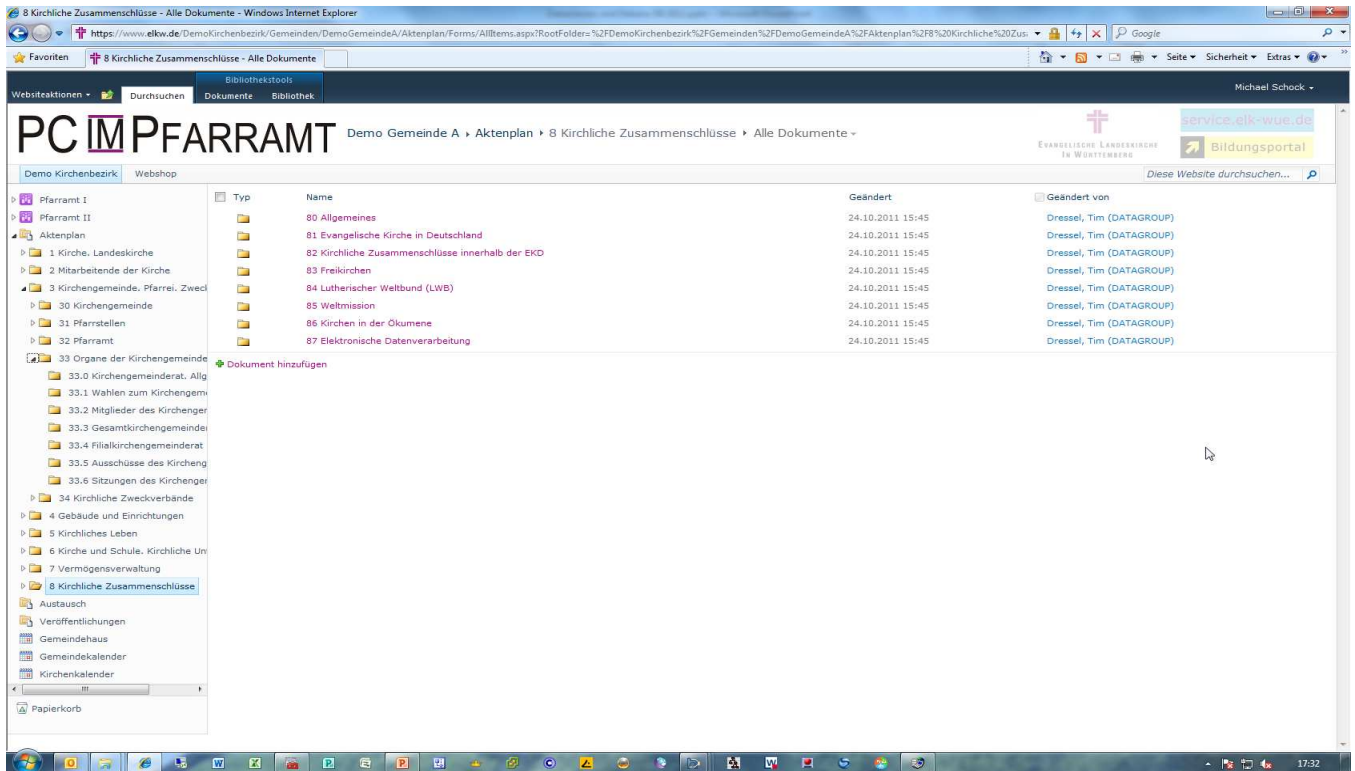 8 Kirchliche Zusammenschlüsse - Alle Dokumente - Windows Internet Explorer
https://www.elkw.de/DemoKirchenbezirk/Gemeinden/DemoGemeindeA/Aktenplan/Forms/AllItems.aspx?RootFolder=%2FDemoKirchenbezirk%2FGemeinden%2FDemoGemeindeA%2FAktenplan%2F8%20Kirchliche%20Zus
Google
Favoriten
8 Kirchliche Zusammenschlüsse - Alle Dokumente
Seite
Sicherheit
Extras
Bibliothekstools
Websiteaktionen
Durchsuchen
Dokumente
Bibliothek
Michael Schock
PC IM PFARRAMT
Demo Gemeinde A
Aktenplan
8 Kirchliche Zusammenschlüsse
Alle Dokumente
EVANGELISCHE LANDESKIRCHE
IN WÜRTTEMBERG
service.elk-wue.de
Bildungsportal
Demo Kirchenbezirk
Webshop
Diese Website durchsuchen...
Pfarramt I
Pfarramt II
Aktenplan
1 Kirche. Landeskirche
2 Mitarbeitende der Kirche
3 Kirchengemeinde. Pfarrei. Zweck
30 Kirchengemeinde
31 Pfarrstellen
32 Pfarramt
33 Organe der Kirchengemeinde
33.0 Kirchengemeinderat. Allg
33.1 Wahlen zum Kirchengeme
33.2 Mitglieder des Kirchenger
33.3 Gesamtkirchengemeinder
33.4 Filialkirchengemeinderat
33.5 Ausschüsse des Kircheng
33.6 Sitzungen des Kirchenger
34 Kirchliche Zweckverbände
4 Gebäude und Einrichtungen
5 Kirchliches Leben
6 Kirche und Schule. Kirchliche Un
7 Vermögensverwaltung
8 Kirchliche Zusammenschlüsse
Austausch
Veröffentlichungen
Gemeindehaus
Gemeindekalender
Kirchenkalender
Papierkorb
Typ Name Geändert Geändert von
80 Allgemeines 24.10.2011 15:45 Dressel, Tim (DATAGROUP)
81 Evangelische Kirche in Deutschland 24.10.2011 15:45 Dressel, Tim (DATAGROUP)
82 Kirchliche Zusammenschlüsse innerhalb der EKD 24.10.2011 15:45 Dressel, Tim (DATAGROUP)
83 Freikirchen 24.10.2011 15:45 Dressel, Tim (DATAGROUP)
84 Lutherischer Weltbund (LWB) 24.10.2011 15:45 Dressel, Tim (DATAGROUP)
85 Weltmission 24.10.2011 15:45 Dressel, Tim (DATAGROUP)
86 Kirchen in der Ökumene 24.10.2011 15:45 Dressel, Tim (DATAGROUP)
87 Elektronische Datenverarbeitung 24.10.2011 15:45 Dressel, Tim (DATAGROUP)
Dokument hinzufügen
17:32